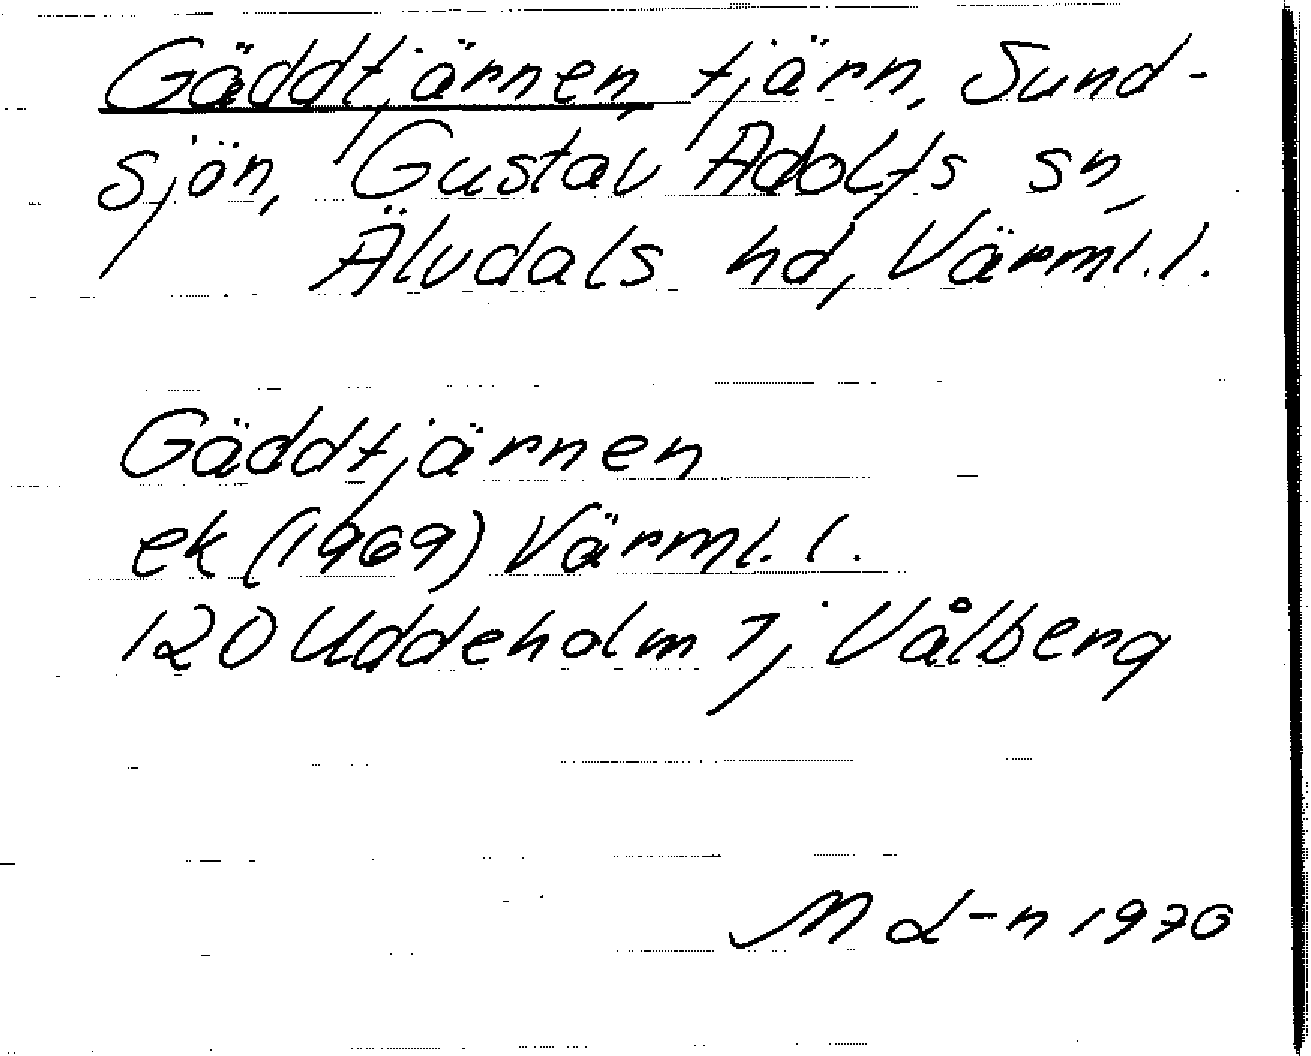 Gäddtjärnen, tjärn, Sund-
sjön, Gustav Adolfs sn,
Älvdals hd, Värml. l.
Gäddtjärnen
ek (1969) Värml. l.
120 Uddeholm 7j Vålberg
M d-n 1970